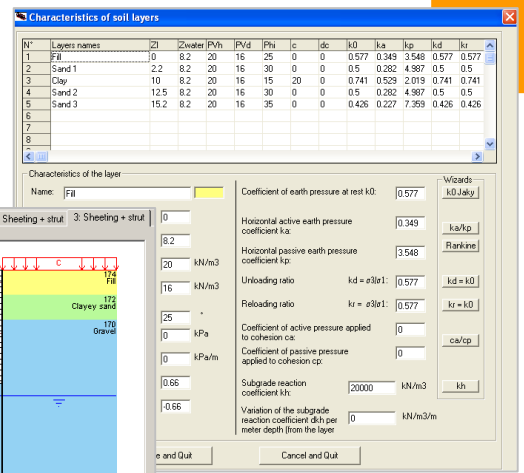 Characteristics of soil layers
N° Layers names Zl Zwater PVh PVd Phi c dc k0 ka kp kd kr
1 Fill 0 8.2 20 16 25 0 0 0.577 0.349 3.548 0.577 0.577
2 Sand 1 2.2 8.2 20 16 30 0 0 0.5 0.282 4.987 0.5 0.5
3 Clay 10 8.2 16 16 15 20 0 0.741 0.529 2.019 0.741 0.741
4 Sand 2 12.5 8.2 20 16 30 0 0 0.5 0.282 4.987 0.5 0.5
5 Sand 3 15.2 8.2 20 16 35 0 0 0.426 0.227 7.359 0.426 0.426
6
7
8
Characteristics of the layer
Name: Fill
0
8.2
20 kN/m3
16 kN/m3
25 °
0 kPa
0 kPa/m
0.66
-0.66
Coefficient of earth pressure at rest k0: 0.577
Horizontal active earth pressure
coefficient ka: 0.349
Horizontal passive earth pressure
coefficient kp: 3.548
Unloading ratio kd = ø3/ø1: 0.577
Reloading ratio kr = ø3/ø1: 0.577
Coefficient of active pressure applied
to cohesion ca: 0
Coefficient of passive pressure
applied to cohesion cp: 0
Subgrade reaction
coefficient kh: 20000 kN/m3
Variation of the subgrade
reaction coefficient dkh per
meter depth (from the layer 0 kN/m3/m
Wizards
k0 Jaky
ka/kp
Rankine
kd = k0
kr = k0
ca/cp
kh
e and Quit
Cancel and Quit
Sheeting + strut
3: Sheeting + strut
C
174
Fill
172
Clayey sand
170
Gravel